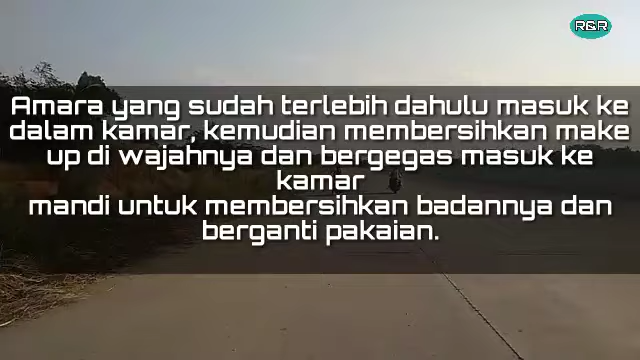 R&R
Amara yang sudah terlebih dahulu masuk ke
dalam kamar, kemudian membersihkan make
up di wajahnya dan bergegas masuk ke
kamar
mandi untuk membersihkan badannya dan
berganti pakaian.